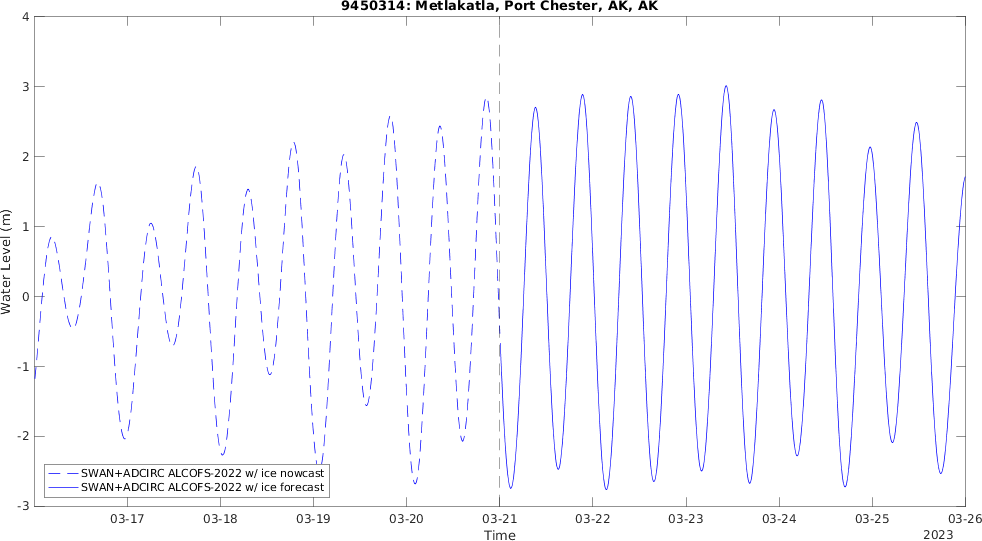 9450314: Metlakatla, Port Chester, AK, AK
4
3
2
1
0
-1
-2
-3
Water Level (m)
SWAN+ADCIRC ALCOFS-2022 w/ ice nowcast
SWAN+ADCIRC ALCOFS-2022 w/ ice forecast
03-17 03-18 03-19 03-20 03-21 03-22 03-23 03-24 03-25 03-26
Time
2023